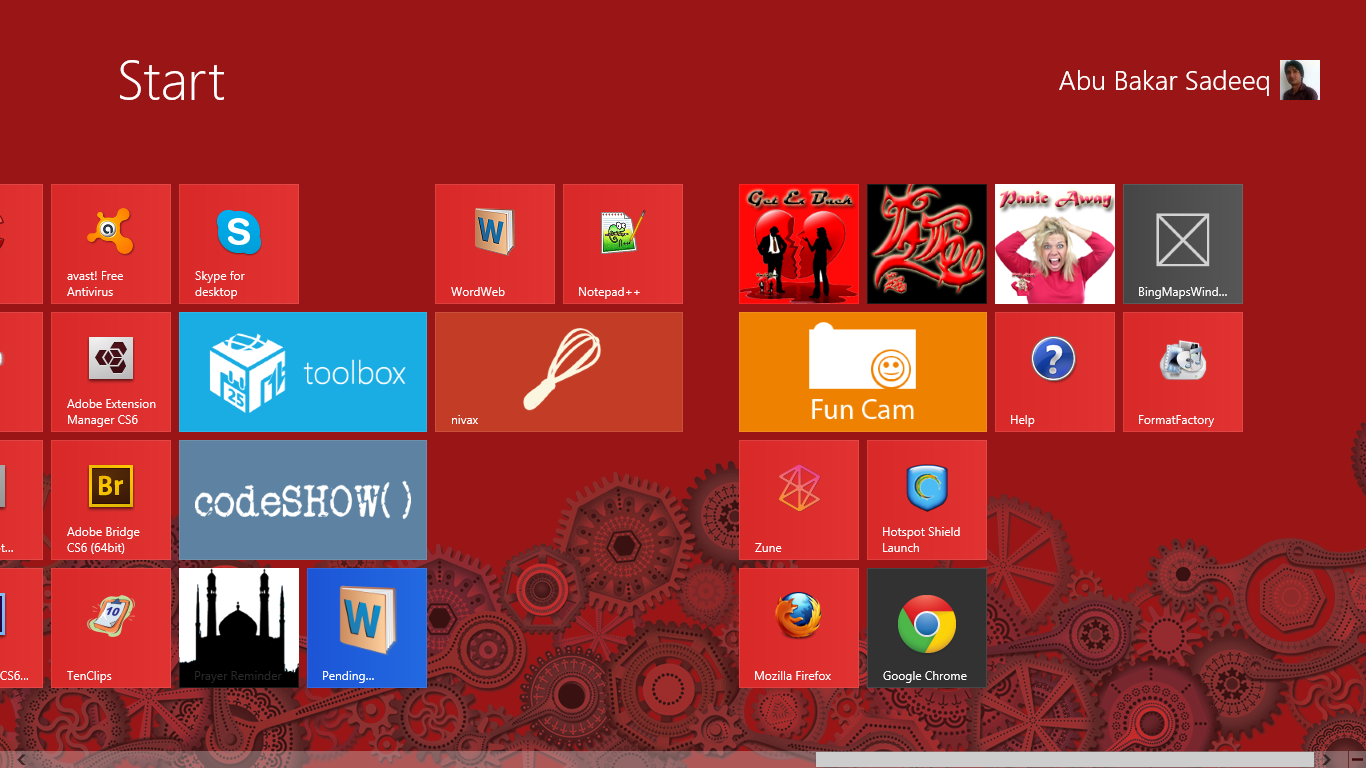 Start
Abu Bakar Sadeeq
avast! Free
Antivirus
Skype for
desktop
S
W
WordWeb
Notepad++
Get Ex Back
Panic Away
BingMapsWind...
Adobe Extension
Manager CS6
25
toolbox
nivax
Fun Cam
?
Help
FormatFactory
t...
Br
Adobe Bridge
CS6 (64bit)
codeSHOW( )
Zune
Hotspot Shield
Launch
CS6...
10
TenClips
Prayer Reminder
W
Pending...
Mozilla Firefox
Google Chrome